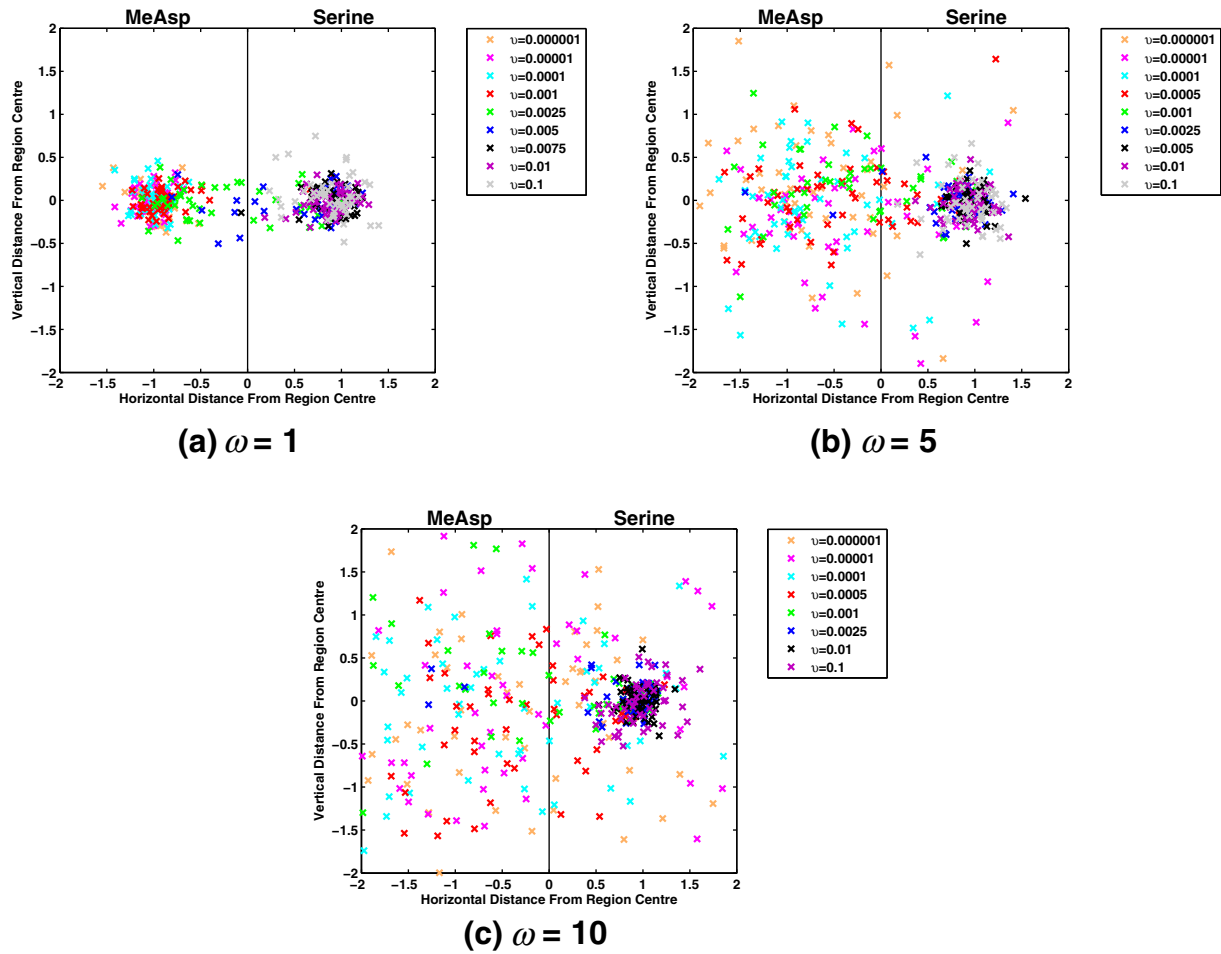 MeAsp Serine
2
1.5
1
0.5
0
−0.5
−1
−1.5
−2
Vertical Distance From Region Centre
−2 −1.5 −1 −0.5 0 0.5 1 1.5 2
Horizontal Distance From Region Centre
υ=0.000001
υ=0.00001
υ=0.0001
υ=0.001
υ=0.0025
υ=0.005
υ=0.0075
υ=0.01
υ=0.1
(a) ω = 1
MeAsp Serine
2
1.5
1
0.5
0
−0.5
−1
−1.5
−2
Vertical Distance From Region Centre
−2 −1.5 −1 −0.5 0 0.5 1 1.5 2
Horizontal Distance From Region Centre
υ=0.000001
υ=0.00001
υ=0.0001
υ=0.0005
υ=0.001
υ=0.0025
υ=0.005
υ=0.01
υ=0.1
(b) ω = 5
MeAsp Serine
2
1.5
1
0.5
0
−0.5
−1
−1.5
−2
Vertical Distance From Region Centre
−2 −1.5 −1 −0.5 0 0.5 1 1.5 2
Horizontal Distance From Region Centre
υ=0.000001
υ=0.00001
υ=0.0001
υ=0.0005
υ=0.001
υ=0.0025
υ=0.01
υ=0.1
(c) ω = 10